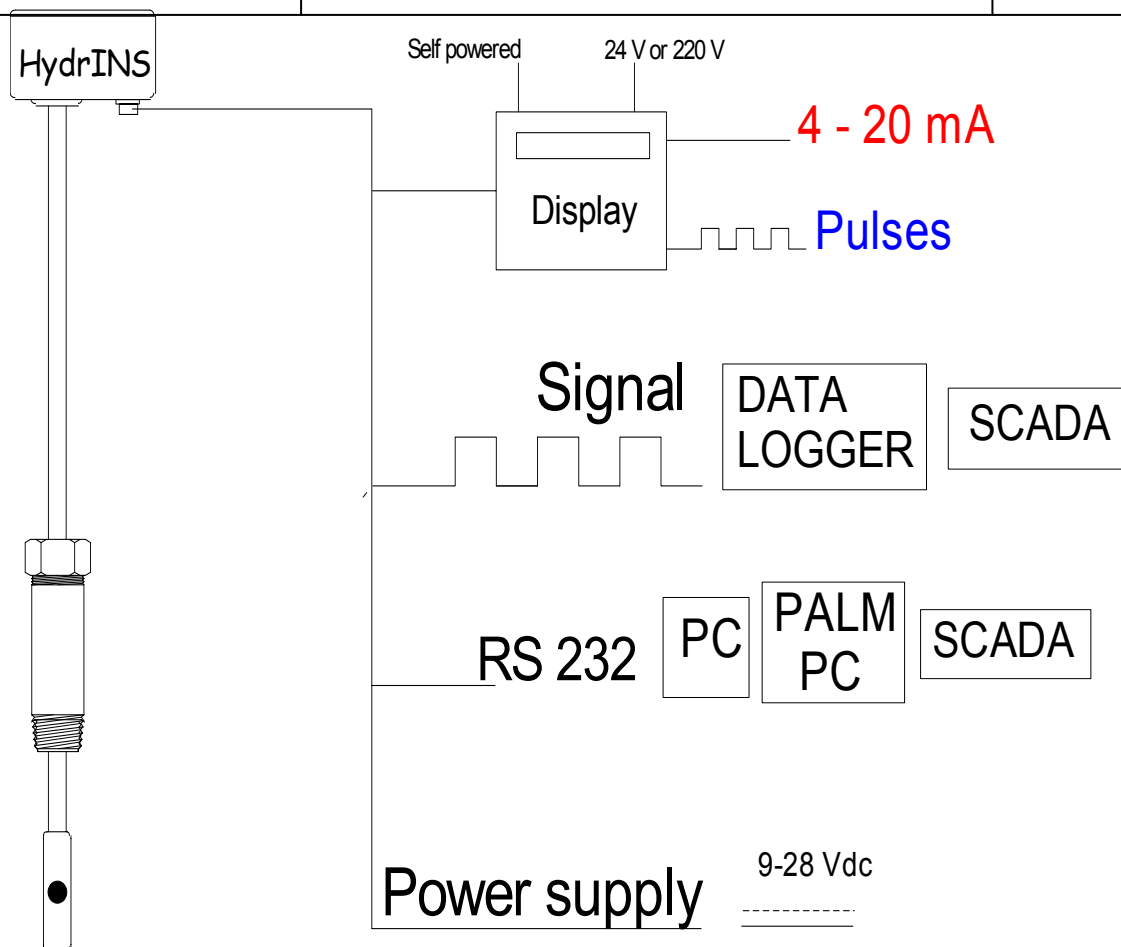 HydrINS
Self powered
24 V or 220 V
4 - 20 mA
Display
Pulses
Signal
DATA
LOGGER
SCADA
RS 232
PC
PALM
PC
SCADA
Power supply
9-28 Vdc